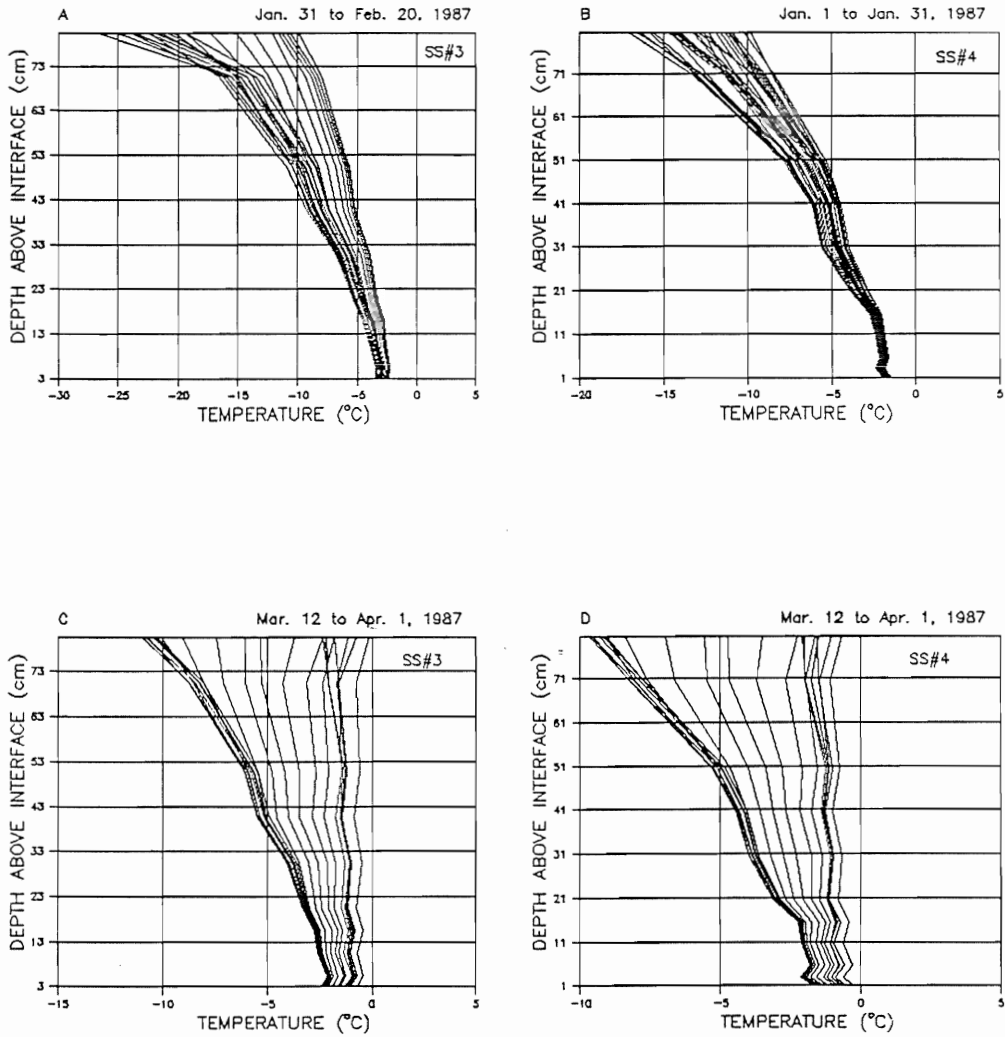 A Jan. 31 to Feb. 20, 1987
SS#3
DEPTH ABOVE INTERFACE (cm)
73
63
53
43
33
23
13
3
-30 -25 -20 -15 -10 -5 0 5
TEMPERATURE (°C)
B Jan. 1 to Jan. 31, 1987
SS#4
DEPTH ABOVE INTERFACE (cm)
71
61
51
41
31
21
11
1
-20 -15 -10 -5 0 5
TEMPERATURE (°C)
C Mar. 12 to Apr. 1, 1987
SS#3
DEPTH ABOVE INTERFACE (cm)
73
63
53
43
33
23
13
3
-15 -10 -5 0 5
TEMPERATURE (°C)
D Mar. 12 to Apr. 1, 1987
SS#4
DEPTH ABOVE INTERFACE (cm)
71
61
51
41
31
21
11
1
-10 -5 0 5
TEMPERATURE (°C)